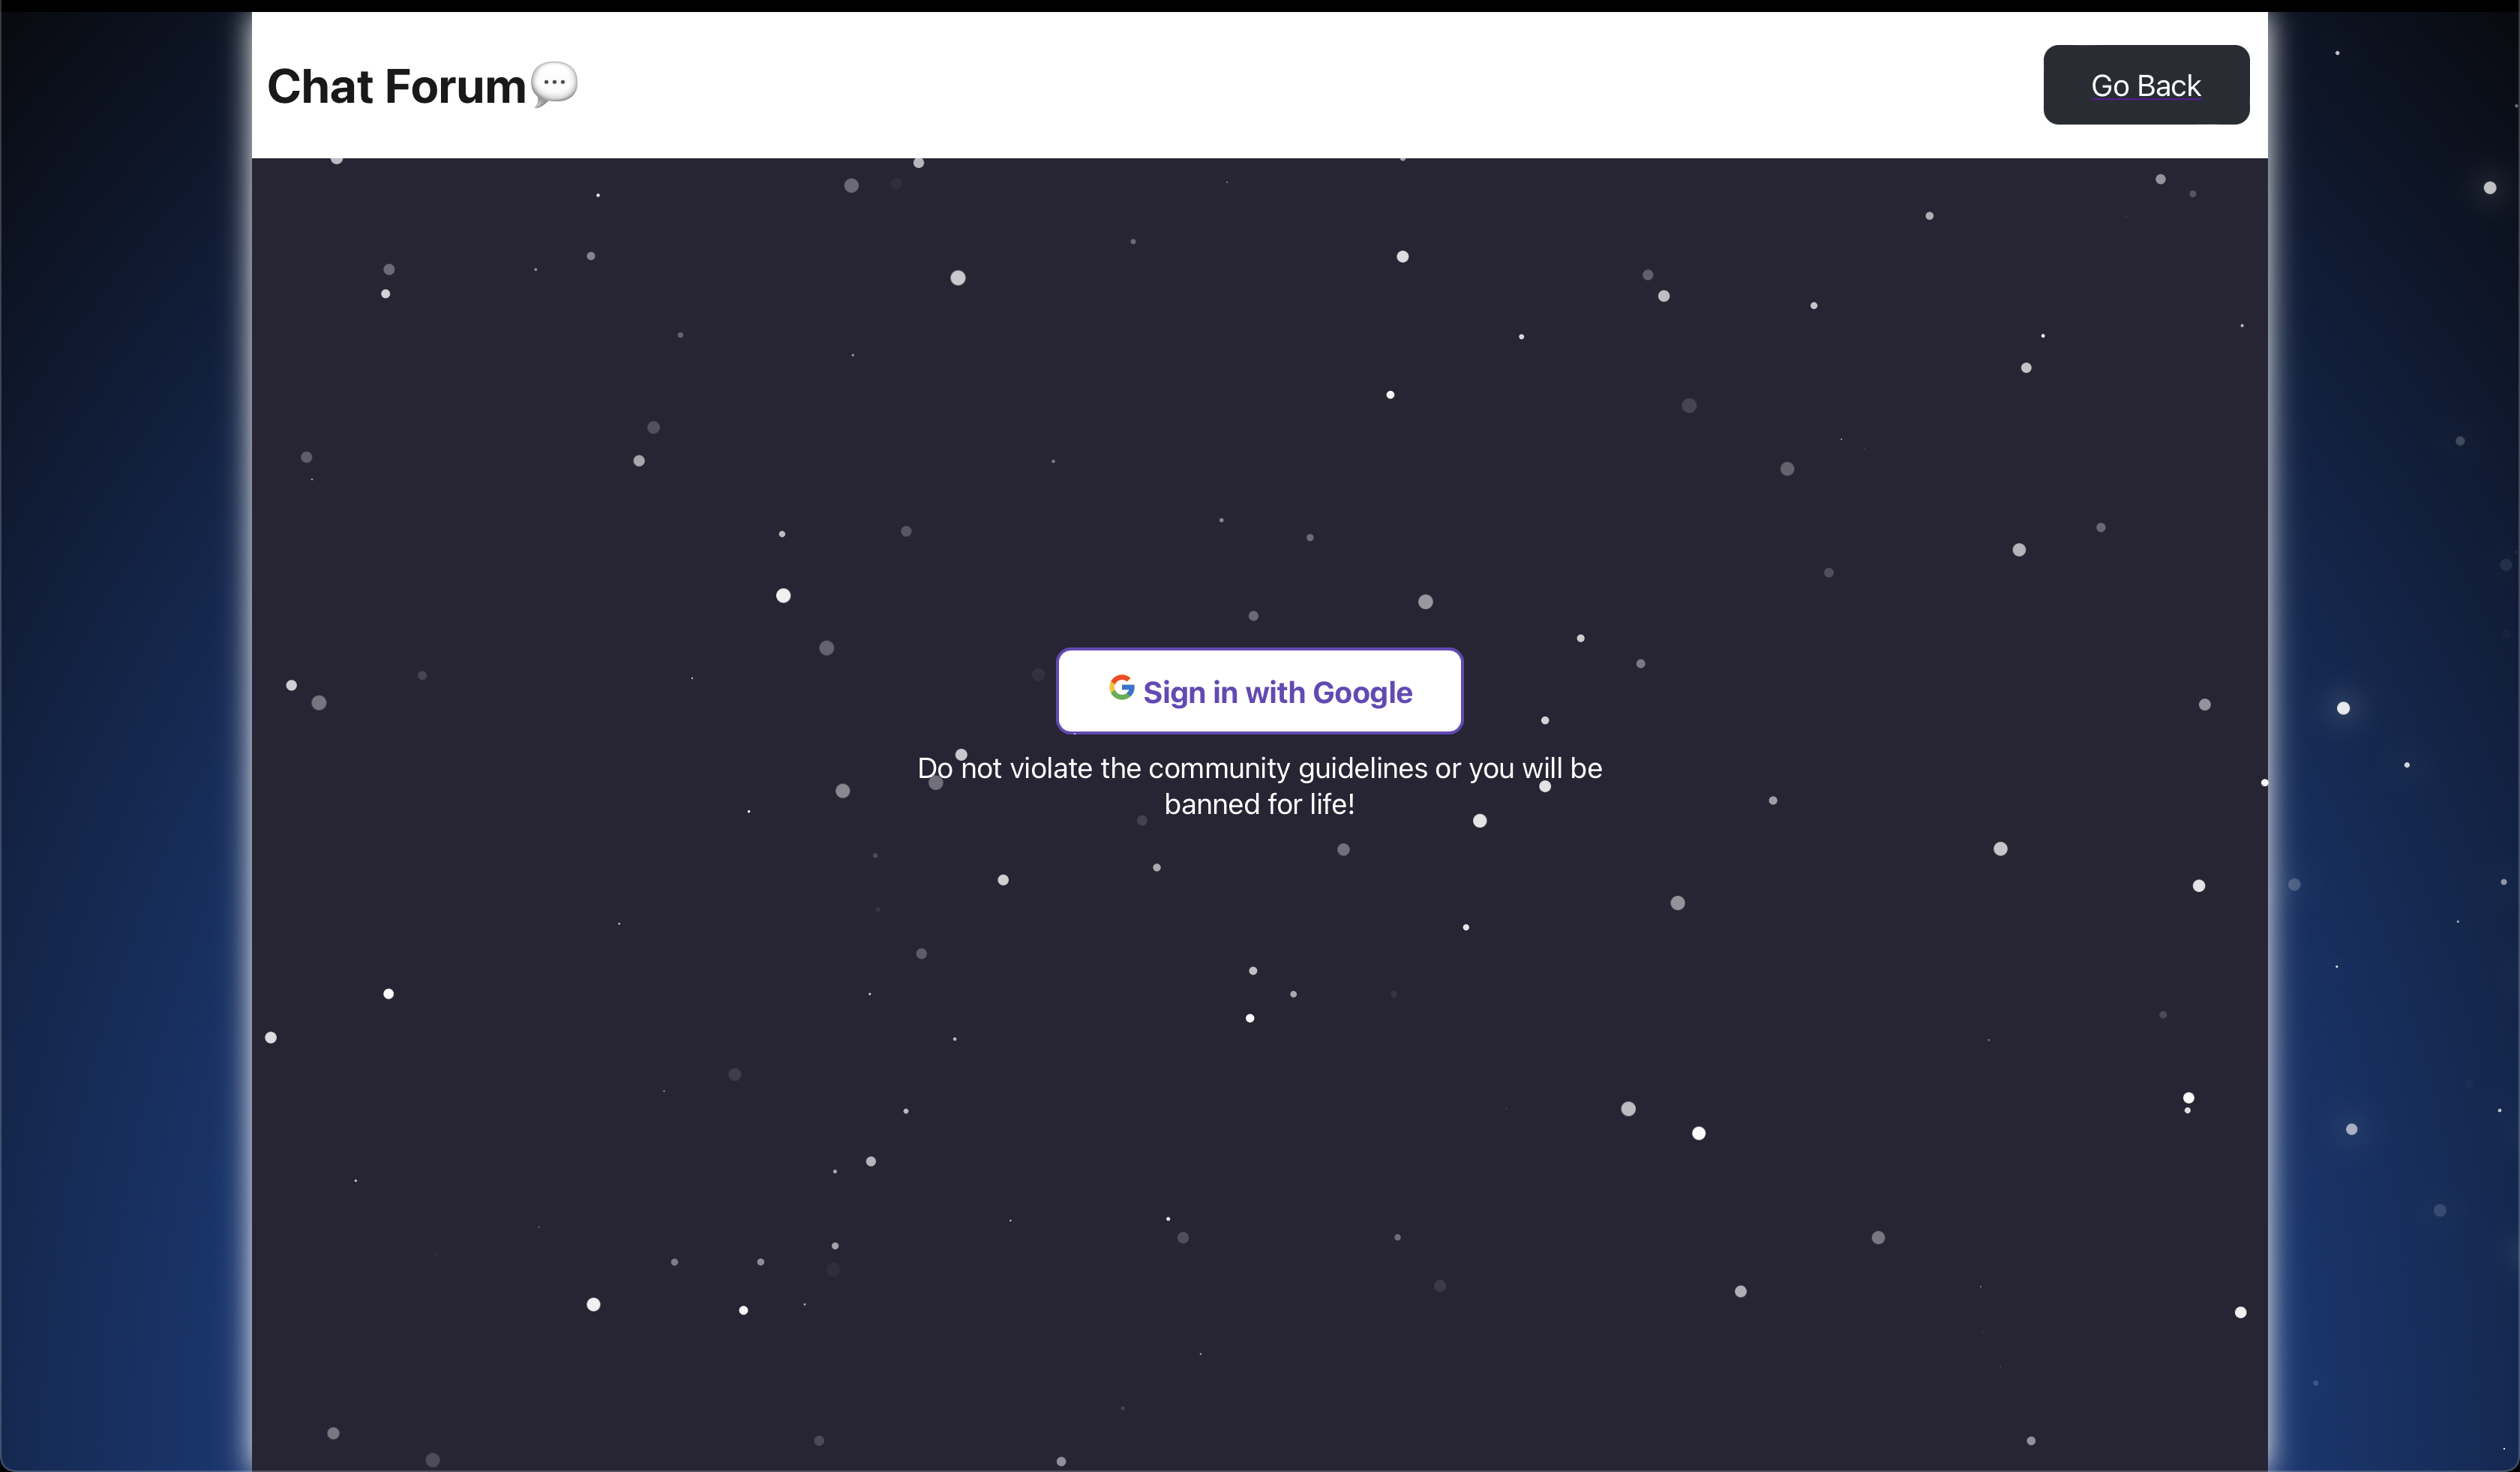 Chat Forum💬
Go Back
Sign in with Google
Do not violate the community guidelines or you will be
banned for life!